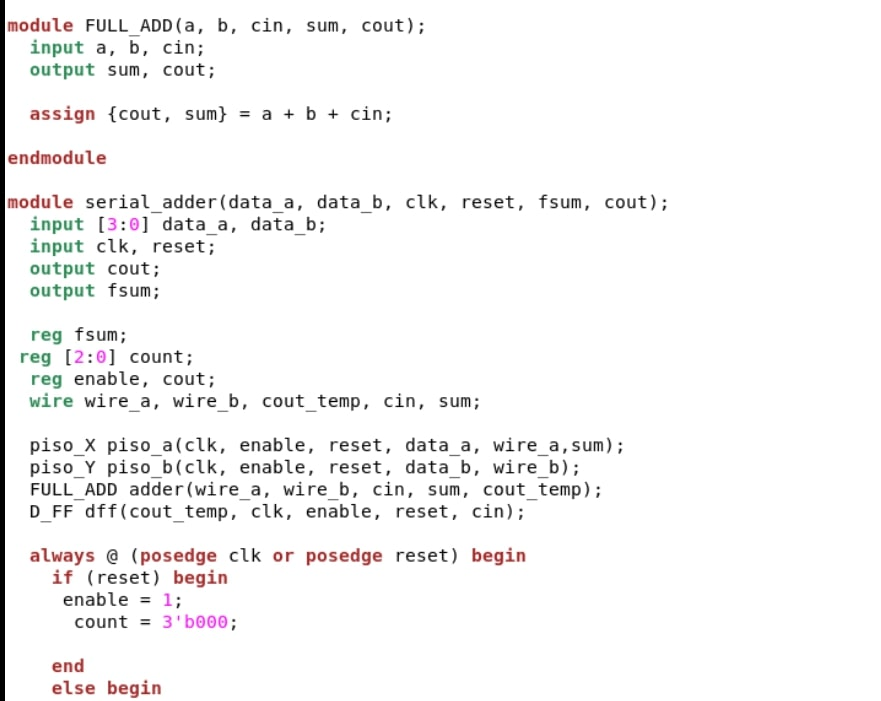 module FULL_ADD(a, b, cin, sum, cout);
  input a, b, cin;
  output sum, cout;

  assign {cout, sum} = a + b + cin;

endmodule

module serial_adder(data_a, data_b, clk, reset, fsum, cout);
  input [3:0] data_a, data_b;
  input clk, reset;
  output cout;
  output fsum;

  reg fsum;
 reg [2:0] count;
  reg enable, cout;
  wire wire_a, wire_b, cout_temp, cin, sum;

  piso_X piso_a(clk, enable, reset, data_a, wire_a,sum);
  piso_Y piso_b(clk, enable, reset, data_b, wire_b);
  FULL_ADD adder(wire_a, wire_b, cin, sum, cout_temp);
  D_FF dff(cout_temp, clk, enable, reset, cin);

  always @ (posedge clk or posedge reset) begin
    if (reset) begin
     enable = 1;
      count = 3'b000;

    end
    else begin